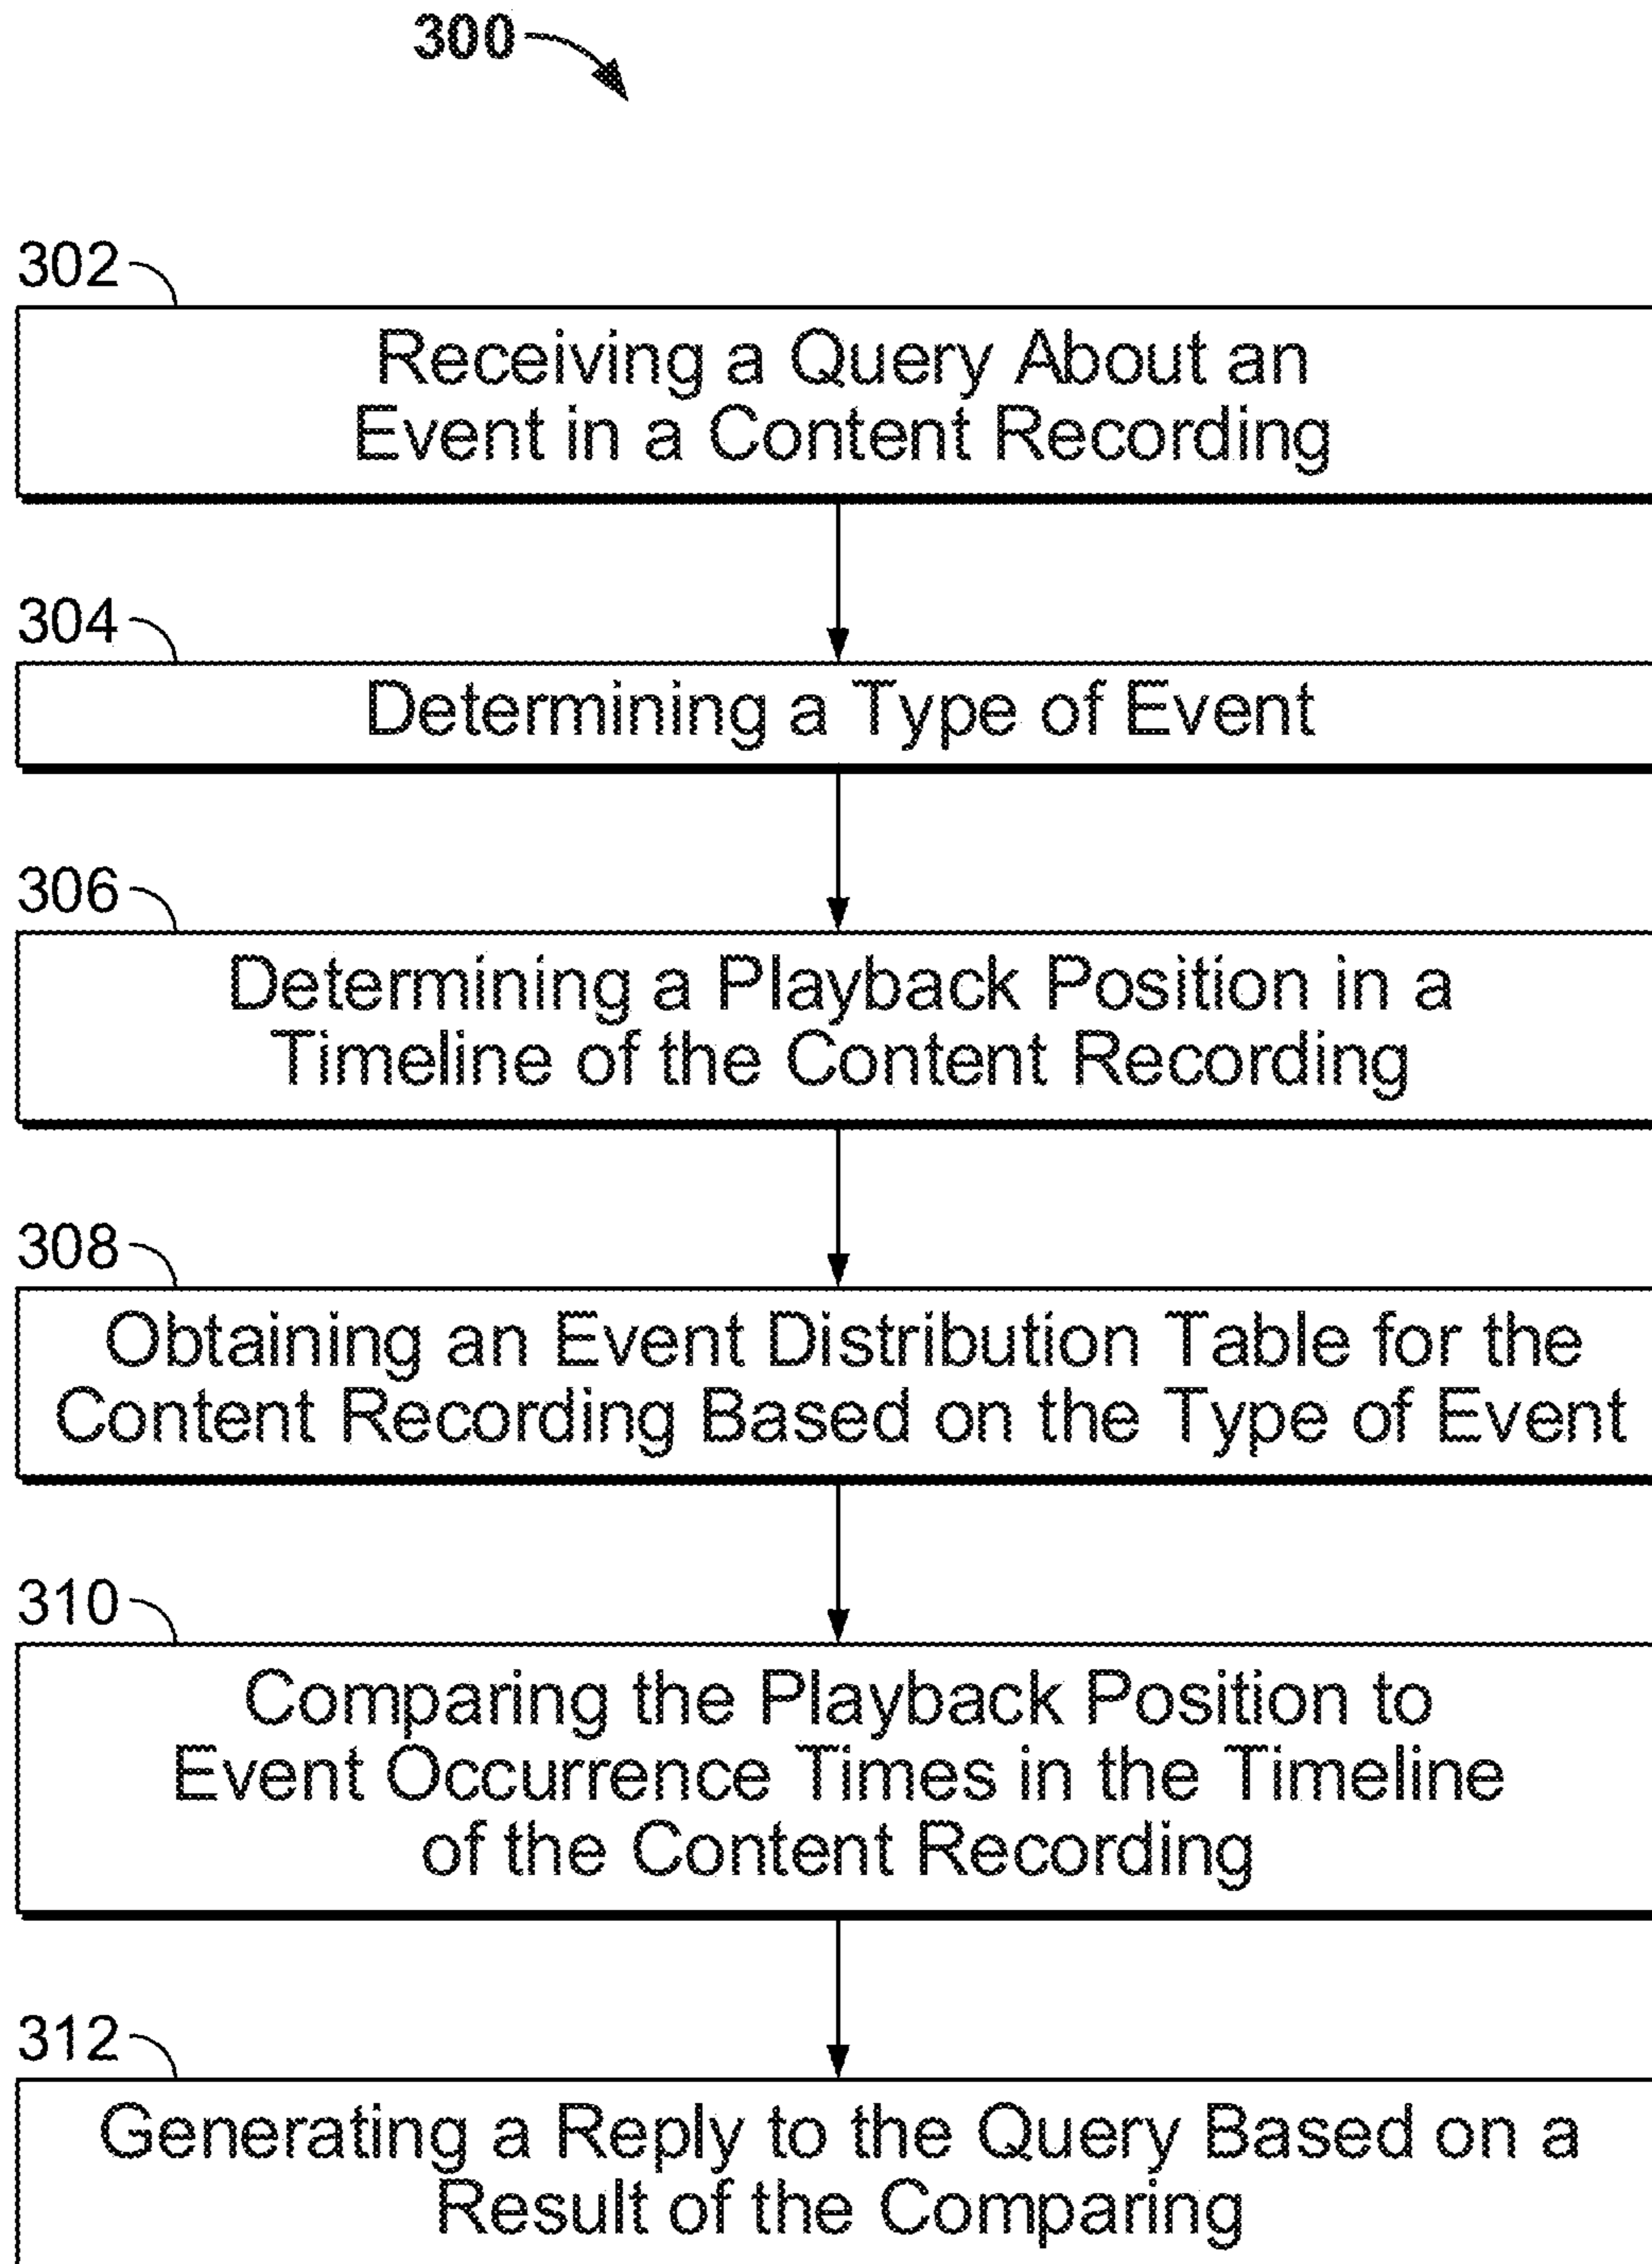 300
302
Receiving a Query About an
Event in a Content Recording
304
Determining a Type of Event
306
Determining a Playback Position in a
Timeline of the Content Recording
308
Obtaining an Event Distribution Table for the
Content Recording Based on the Type of Event
310
Comparing the Playback Position to
Event Occurrence Times in the Timeline
of the Content Recording
312
Generating a Reply to the Query Based on a
Result of the Comparing